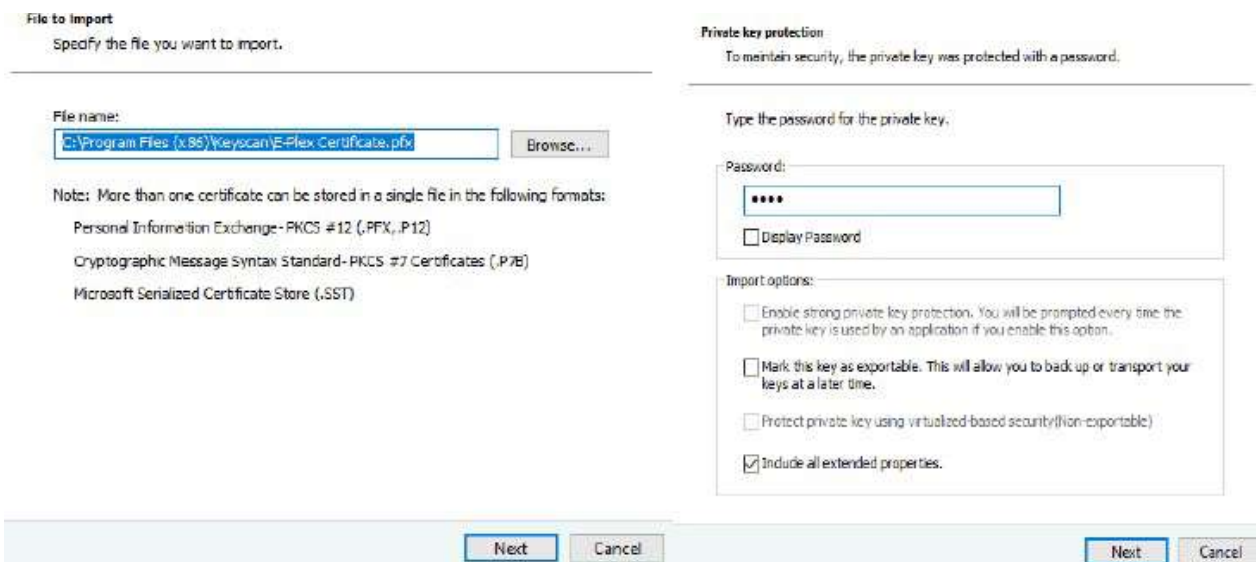 File to Import
Specify the file you want to import.
File name:
C:\Program Files (x86)\Keyscan\E-Plex Certificate.pfx
Browse...
Note: More than one certificate can be stored in a single file in the following formats:
Personal Information Exchange- PKCS #12 (.PFX,.P12)
Cryptographic Message Syntax Standard- PKCS #7 Certificates (.P7B)
Microsoft Serialized Certificate Store (.SST)
Next
Cancel
Private key protection
To maintain security, the private key was protected with a password.
Type the password for the private key.
Password:
••••
Display Password
Import options:
Enable strong private key protection. You will be prompted every time the
private key is used by an application if you enable this option.
Mark this key as exportable. This will allow you to back up or transport your
keys at a later time.
Protect private key using virtualized-based security(Non-exportable)
Include all extended properties.
Next
Cancel